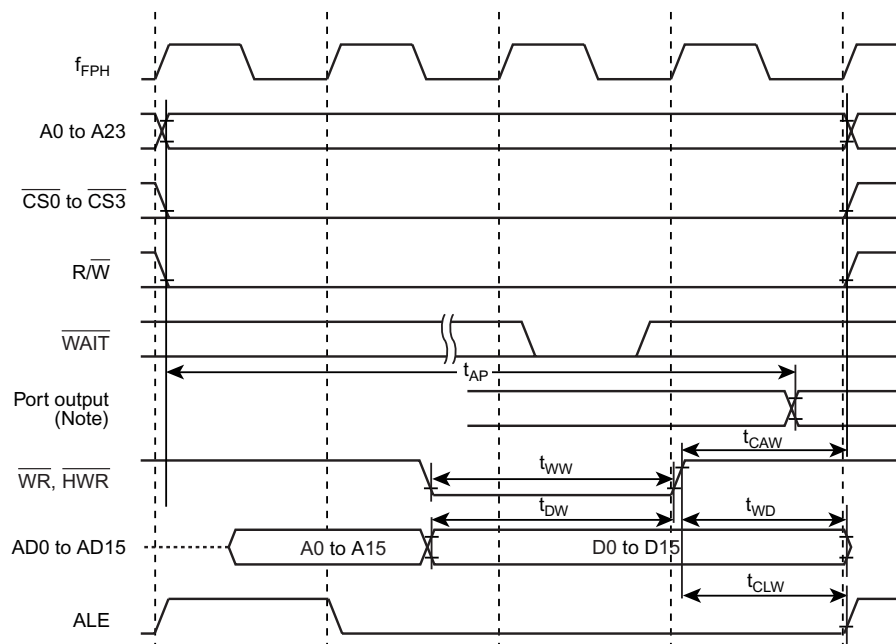 fFPH
A0 to A23
CS0 to CS3
R/W
WAIT
tAP
Port output
(Note)
tCAW
WR, HWR
tWW
tDW
tWD
AD0 to AD15
A0 to A15
D0 to D15
tCLW
ALE